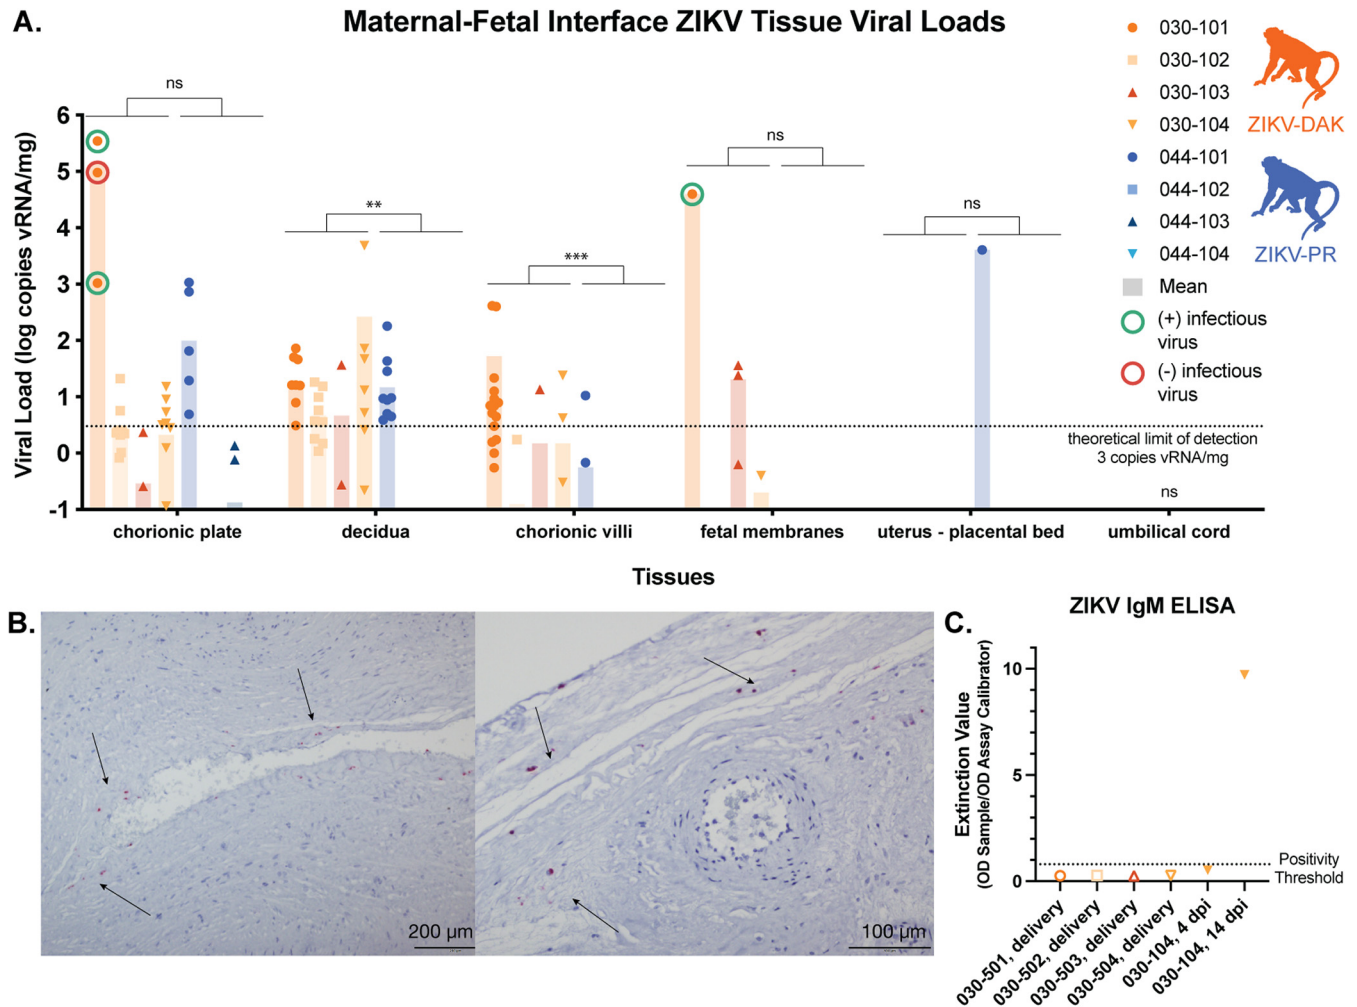 A.
Maternal-Fetal Interface ZIKV Tissue Viral Loads
Viral Load (log copies vRNA/mg)
6
5
4
3
2
1
0
-1
ns
**
***
ns
ns
ns
theoretical limit of detection
3 copies vRNA/mg
chorionic plate
decidua
chorionic villi
fetal membranes
uterus - placental bed
umbilical cord
Tissues
030-101
030-102
030-103
030-104
044-101
044-102
044-103
044-104
Mean
(+) infectious
virus
(-) infectious
virus
ZIKV-DAK
ZIKV-PR
B.
200 µm
100 µm
C.
ZIKV IgM ELISA
Extinction Value
(OD Sample/OD Assay Calibrator)
10
5
0
Positivity
Threshold
030-501, delivery
030-502, delivery
030-503, delivery
030-504, delivery
030-104, 4 dpi
030-104, 14 dpi